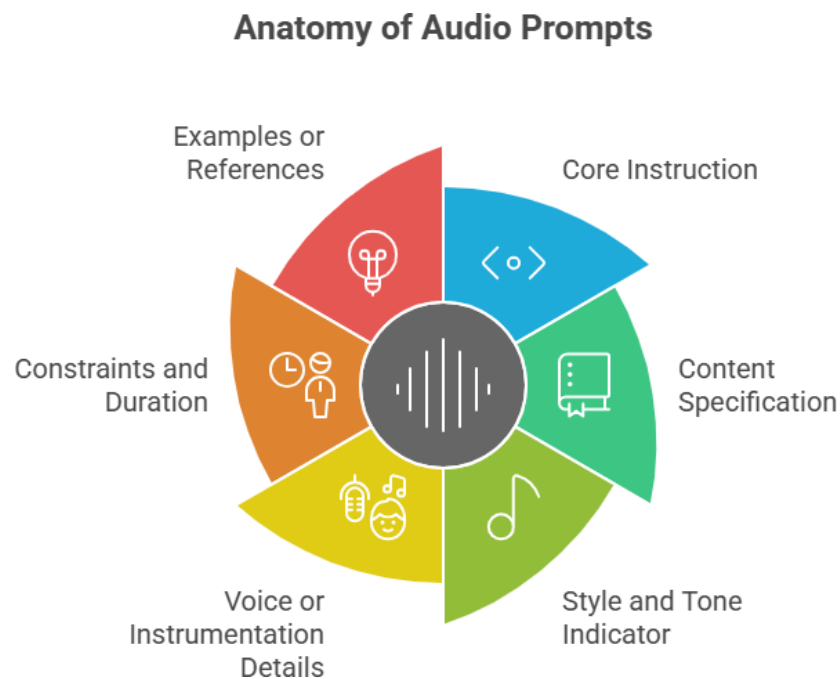 Anatomy of Audio Prompts
Examples or
References
Core Instruction
Constraints and
Duration
Content
Specification
Voice or
Instrumentation
Details
Style and Tone
Indicator